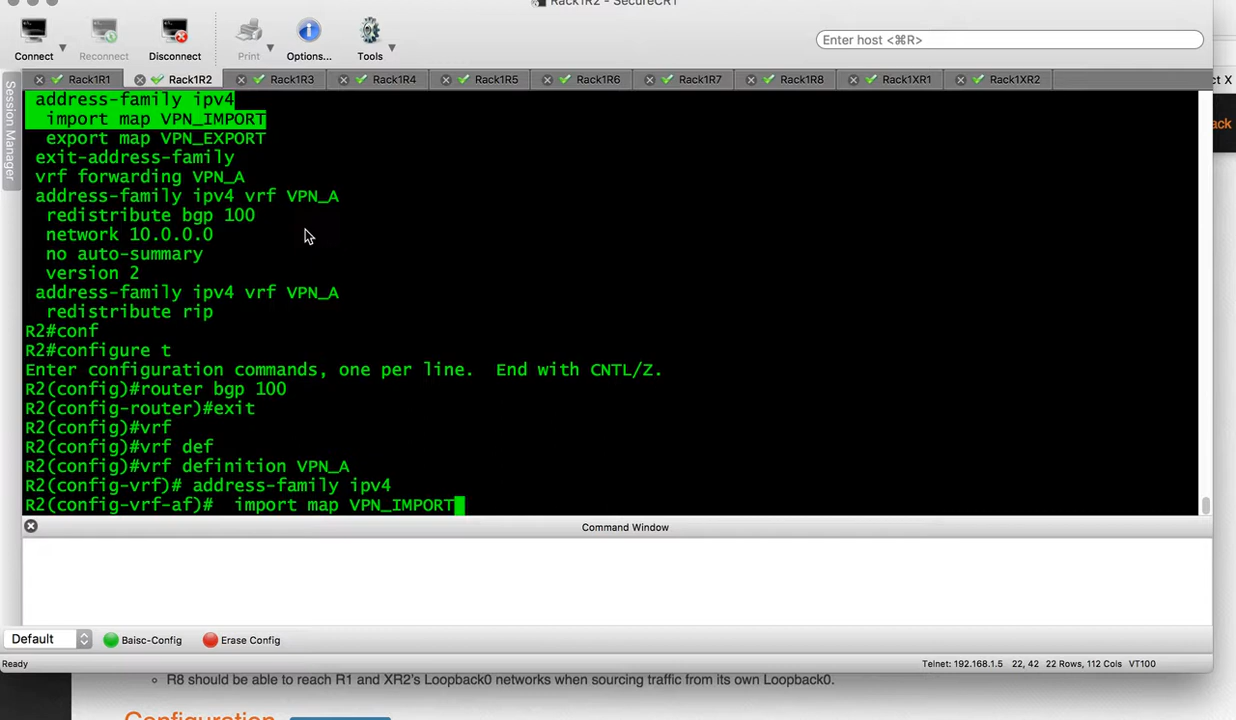 Rack1R2 - SecureCRT
Connect
Reconnect
Disconnect
Print
Options...
Tools
Enter host <⌘R>
Session Manager
Rack1R1
Rack1R2
Rack1R3
Rack1R4
Rack1R5
Rack1R6
Rack1R7
Rack1R8
Rack1XR1
Rack1XR2
address-family ipv4
import map VPN_IMPORT
export map VPN_EXPORT
exit-address-family
vrf forwarding VPN_A
address-family ipv4 vrf VPN_A
redistribute bgp 100
network 10.0.0.0
no auto-summary
version 2
address-family ipv4 vrf VPN_A
redistribute rip
R2#conf
R2#configure t
Enter configuration commands, one per line.  End with CNTL/Z.
R2(config)#router bgp 100
R2(config-router)#exit
R2(config)#vrf
R2(config)#vrf def
R2(config)#vrf definition VPN_A
R2(config-vrf)# address-family ipv4
R2(config-vrf-af)#  import map VPN_IMPORT
Command Window
Default
Baisc-Config
Erase Config
Ready
Telnet: 192.168.1.5   22, 42   22 Rows, 112 Cols   VT100
R8 should be able to reach R1 and XR2's Loopback0 networks when sourcing traffic from its own Loopback0.
Configuration